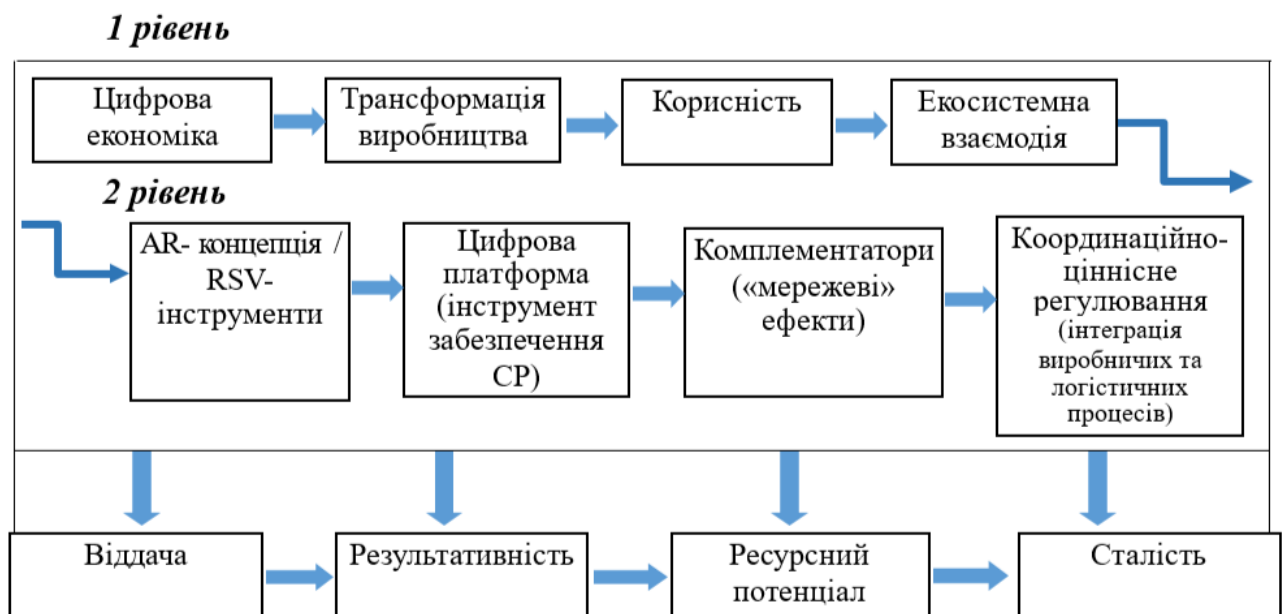 1 рівень
Цифрова
економіка
Трансформація
виробництва
Корисність
Екосистемна
взаємодія
2 рівень
AR- концепція /
RSV-
інструменти
Цифрова
платформа
(інструмент
забезпечення
СР)
Комплементатори
(«мережеві»
ефекти)
Координаційно-
ціннісне
регулювання
(інтеграція
виробничих та
логістичних
процесів)
Віддача
Результативність
Ресурсний
потенціал
Сталість